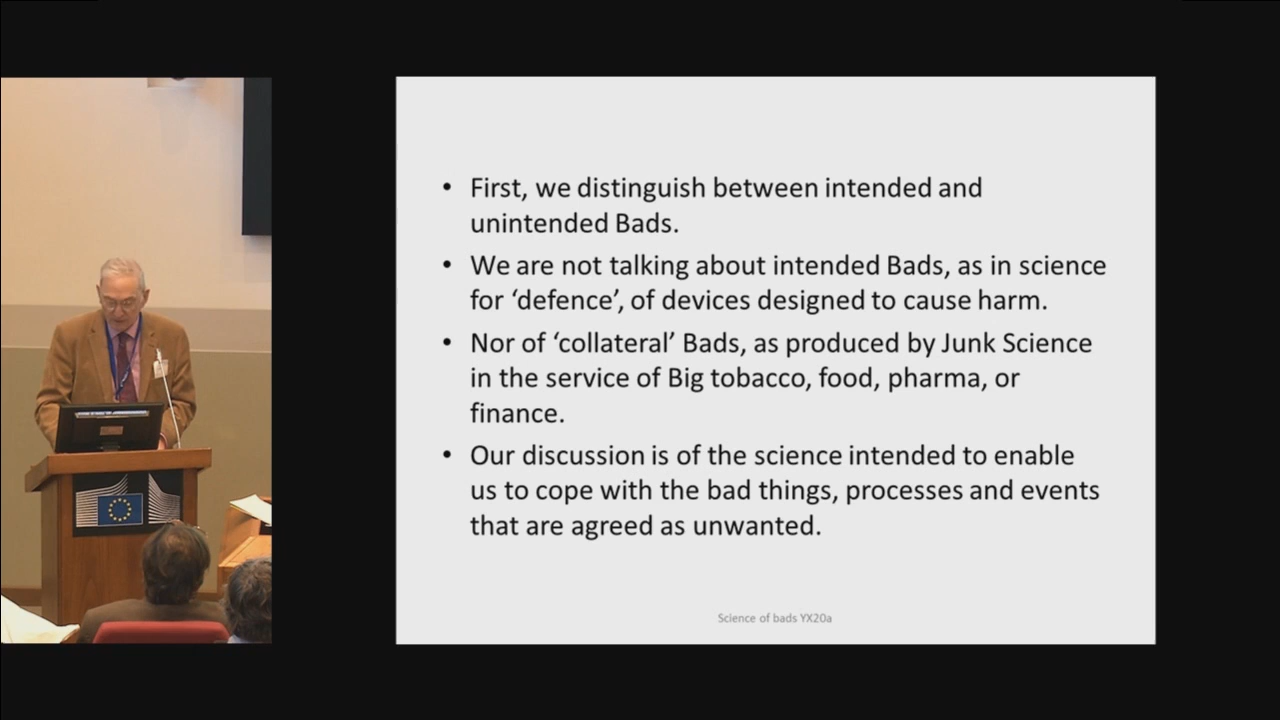 • First, we distinguish between intended and
unintended Bads.
• We are not talking about intended Bads, as in science
for ‘defence’, of devices designed to cause harm.
• Nor of ‘collateral’ Bads, as produced by Junk Science
in the service of Big tobacco, food, pharma, or
finance.
• Our discussion is of the science intended to enable
us to cope with the bad things, processes and events
that are agreed as unwanted.
Science of bads YX20a